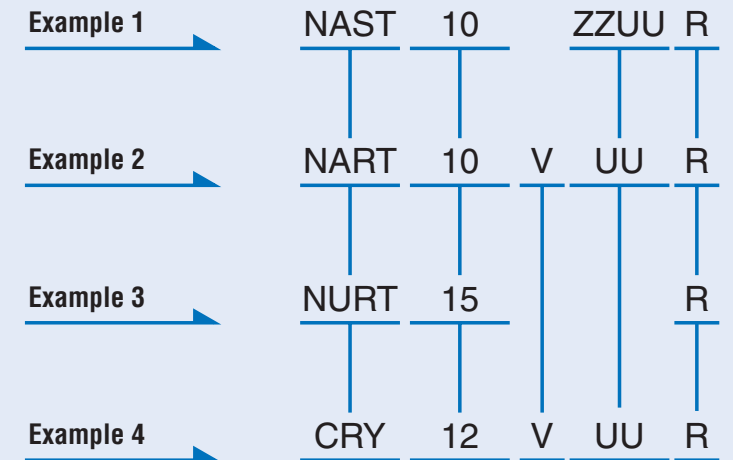 Example 1 NAST 10 ZZUU R
Example 2 NART 10 V UU R
Example 3 NURT 15 R
Example 4 CRY 12 V UU R